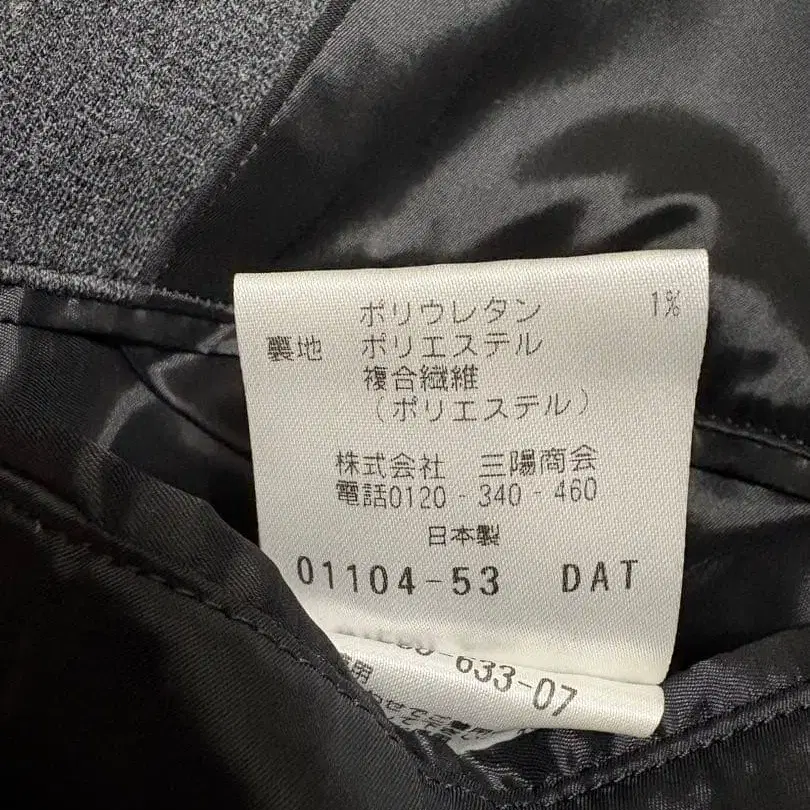 ポリウレタン 1%
裏地 ポリエステル
複合繊維
(ポリエステル)
株式会社 三陽商会
電話0120-340-460
日本製
01104-53 DAT
-633-07
用